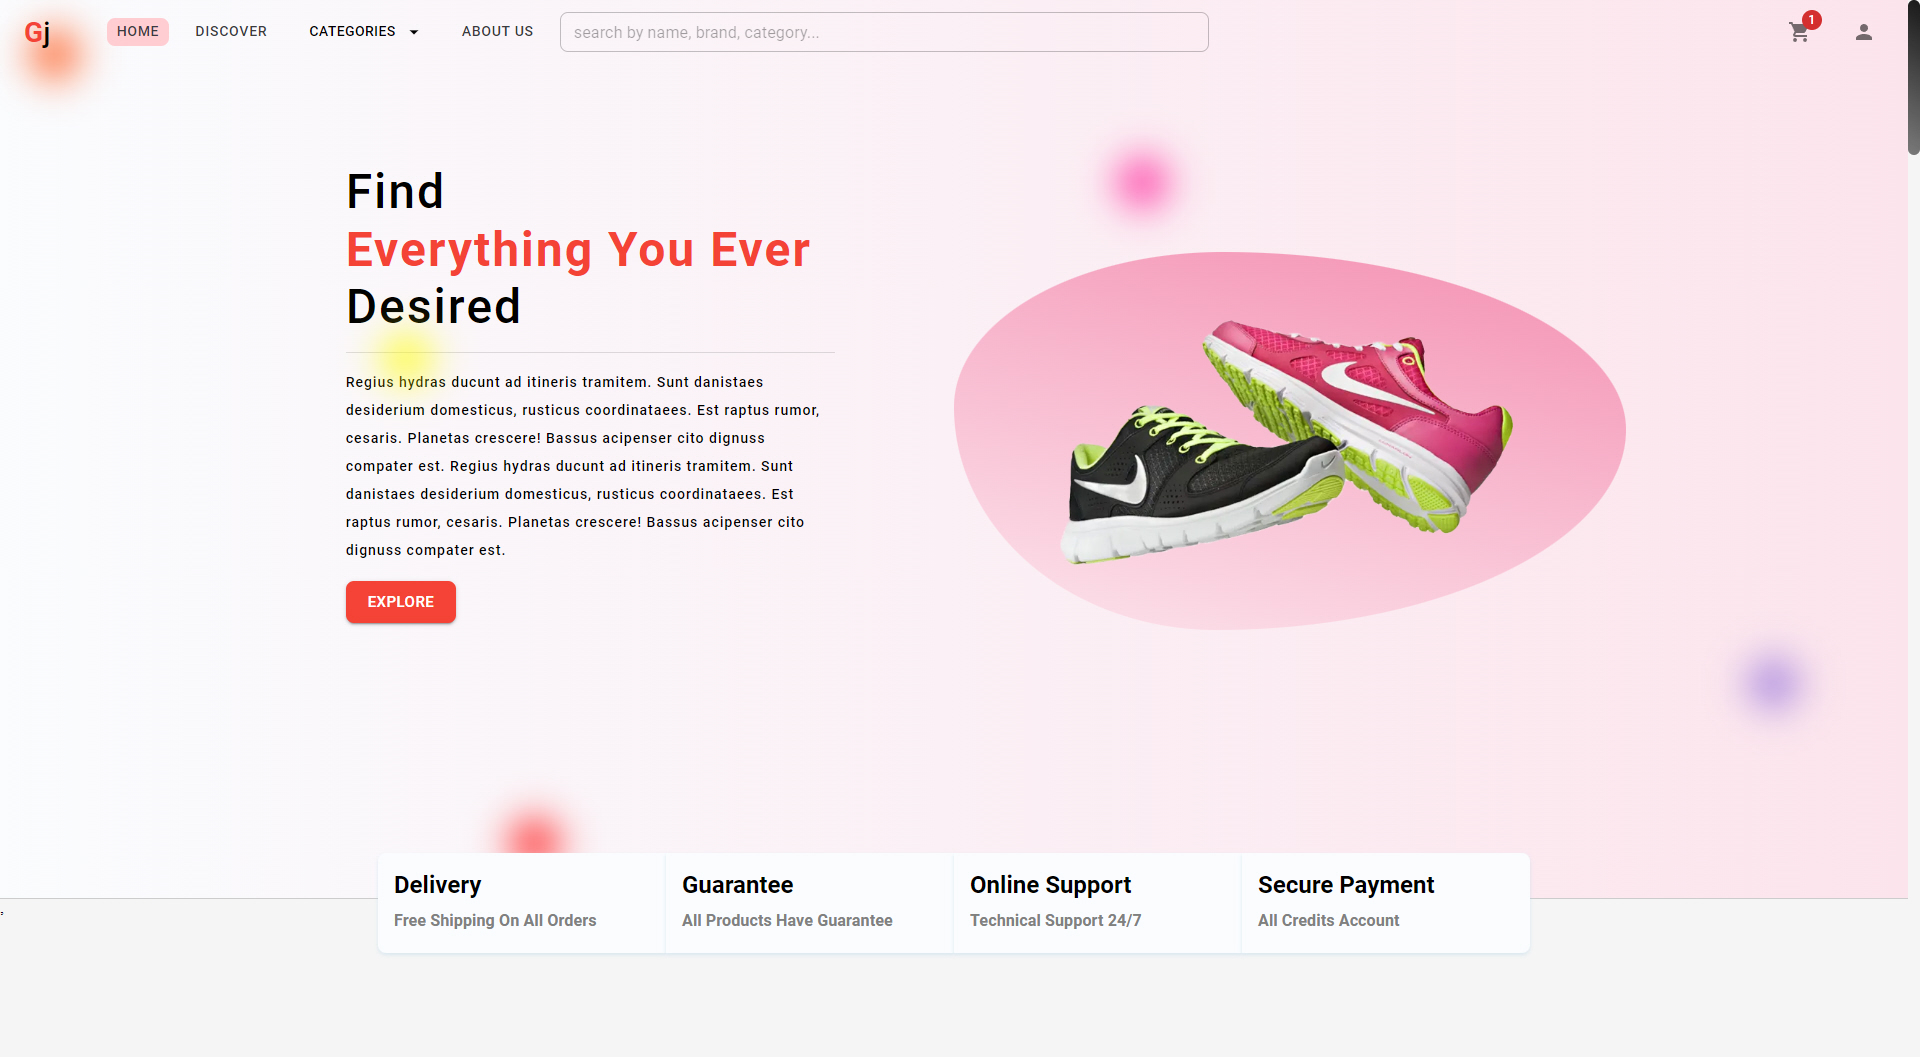 Gj
HOME
DISCOVER
CATEGORIES
ABOUT US
search by name, brand, category...
1
Find
Everything You Ever
Desired
Regius hydras ducunt ad itineris tramitem. Sunt danistaes
desiderium domesticus, rusticus coordinataees. Est raptus rumor,
cesaris. Planetas crescere! Bassus acipenser cito dignuss
compater est. Regius hydras ducunt ad itineris tramitem. Sunt
danistaes desiderium domesticus, rusticus coordinataees. Est
raptus rumor, cesaris. Planetas crescere! Bassus acipenser cito
dignuss compater est.
EXPLORE
Delivery
Free Shipping On All Orders
Guarantee
All Products Have Guarantee
Online Support
Technical Support 24/7
Secure Payment
All Credits Account